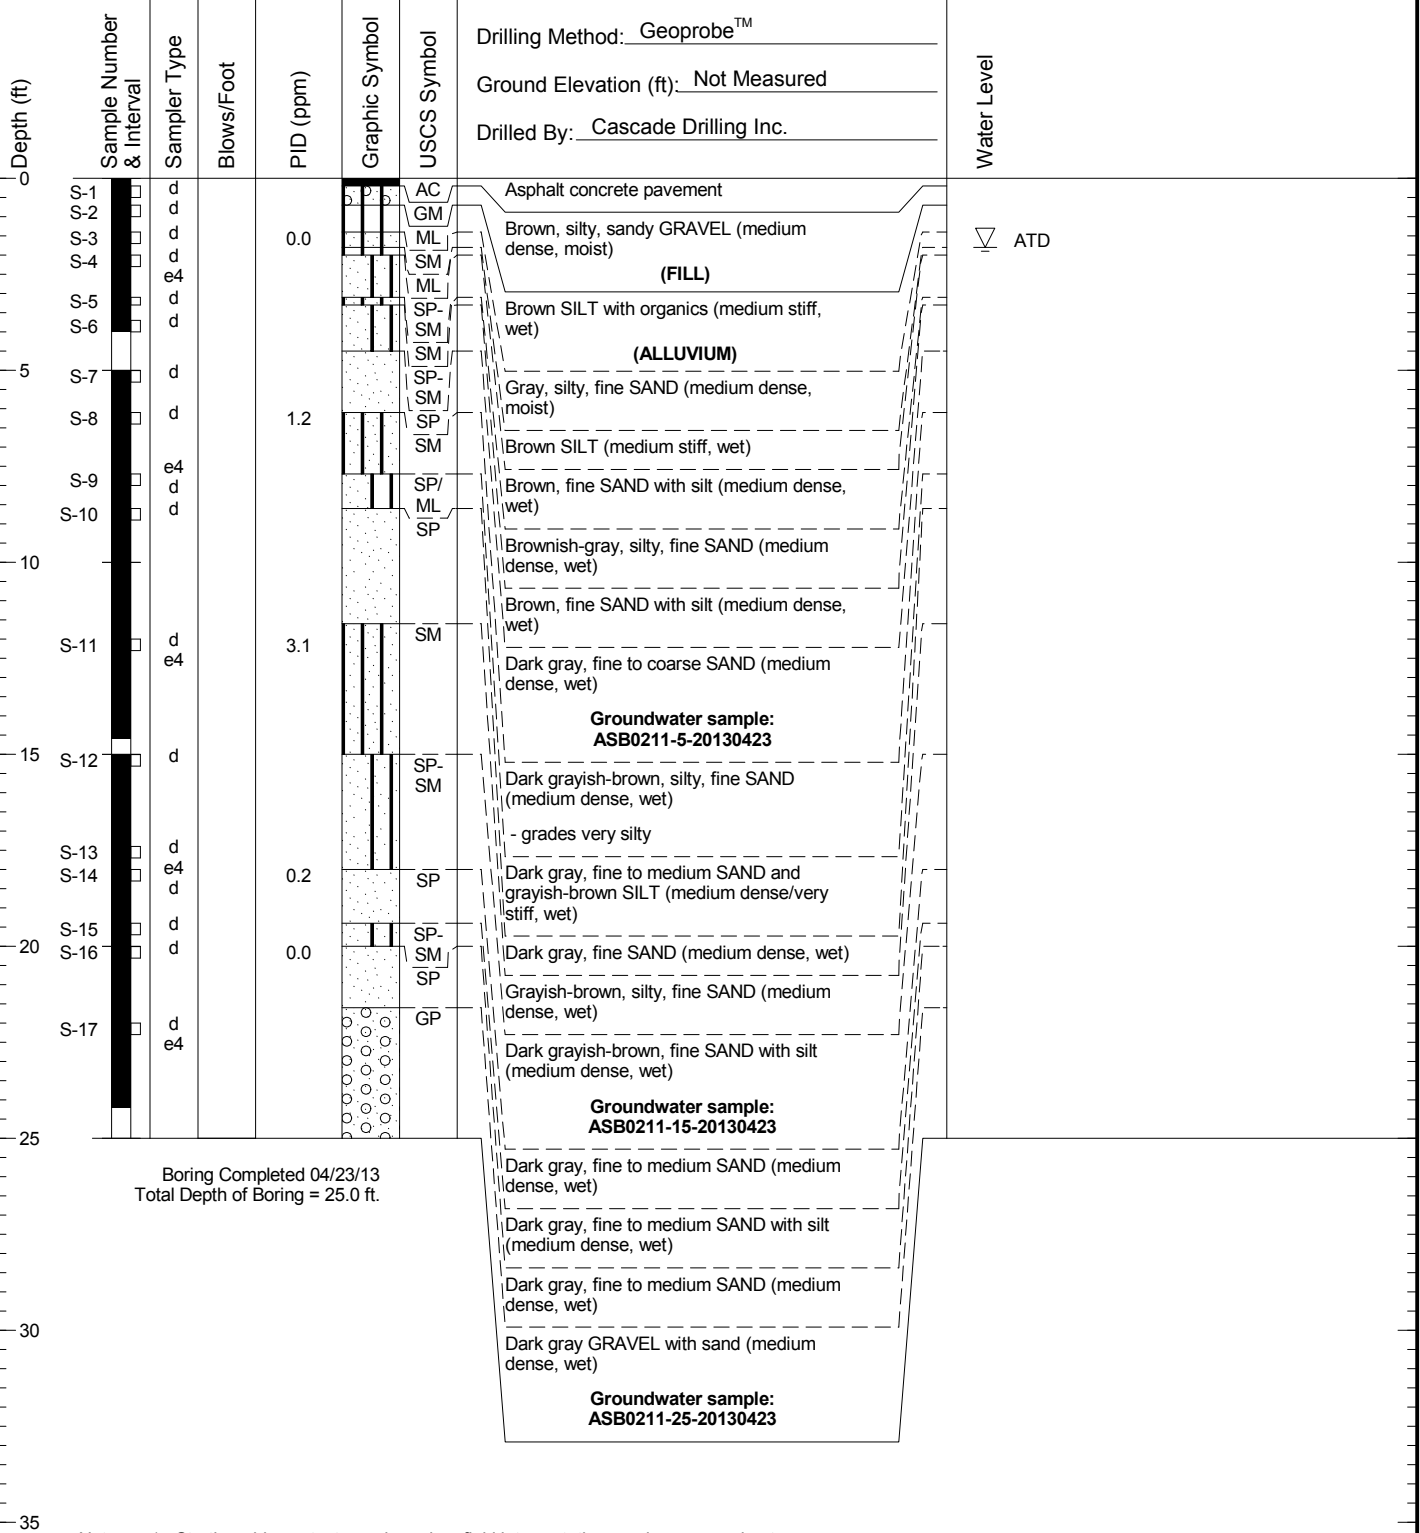 Depth (ft)
Sample Number
& Interval
Sampler Type
Blows/Foot
PID (ppm)
Graphic Symbol
USCS Symbol
Drilling Method: Geoprobe™
Ground Elevation (ft): Not Measured
Drilled By: Cascade Drilling Inc.
Water Level
0
5
10
15
20
25
30
35
S-1
S-2
S-3
S-4
S-5
S-6
S-7
S-8
S-9
S-10
S-11
S-12
S-13
S-14
S-15
S-16
S-17
d
d
d
d
e4
d
d
d
d
e4
d
d
d
e4
d
d
e4
d
d
d
d
e4
0.0
1.2
3.1
0.2
0.0
AC
GM
ML
SM
ML
SP-
SM
SM
SP-
SM
SP
SM
SP/
ML
SP
SM
SP-
SM
SP
SP-
SM
SP
GP
Asphalt concrete pavement
Brown, silty, sandy GRAVEL (medium
dense, moist)
(FILL)
Brown SILT with organics (medium stiff,
wet)
(ALLUVIUM)
Gray, silty, fine SAND (medium dense,
moist)
Brown SILT (medium stiff, wet)
Brown, fine SAND with silt (medium dense,
wet)
Brownish-gray, silty, fine SAND (medium
dense, wet)
Brown, fine SAND with silt (medium dense,
wet)
Dark gray, fine to coarse SAND (medium
dense, wet)
Groundwater sample:
ASB0211-5-20130423
Dark grayish-brown, silty, fine SAND
(medium dense, wet)
- grades very silty
Dark gray, fine to medium SAND and
grayish-brown SILT (medium dense/very
stiff, wet)
Dark gray, fine SAND (medium dense, wet)
Grayish-brown, silty, fine SAND (medium
dense, wet)
Dark grayish-brown, fine SAND with silt
(medium dense, wet)
Groundwater sample:
ASB0211-15-20130423
Dark gray, fine to medium SAND (medium
dense, wet)
Dark gray, fine to medium SAND with silt
(medium dense, wet)
Dark gray, fine to medium SAND (medium
dense, wet)
Dark gray GRAVEL with sand (medium
dense, wet)
Groundwater sample:
ASB0211-25-20130423
ATD
Boring Completed 04/23/13
Total Depth of Boring = 25.0 ft.